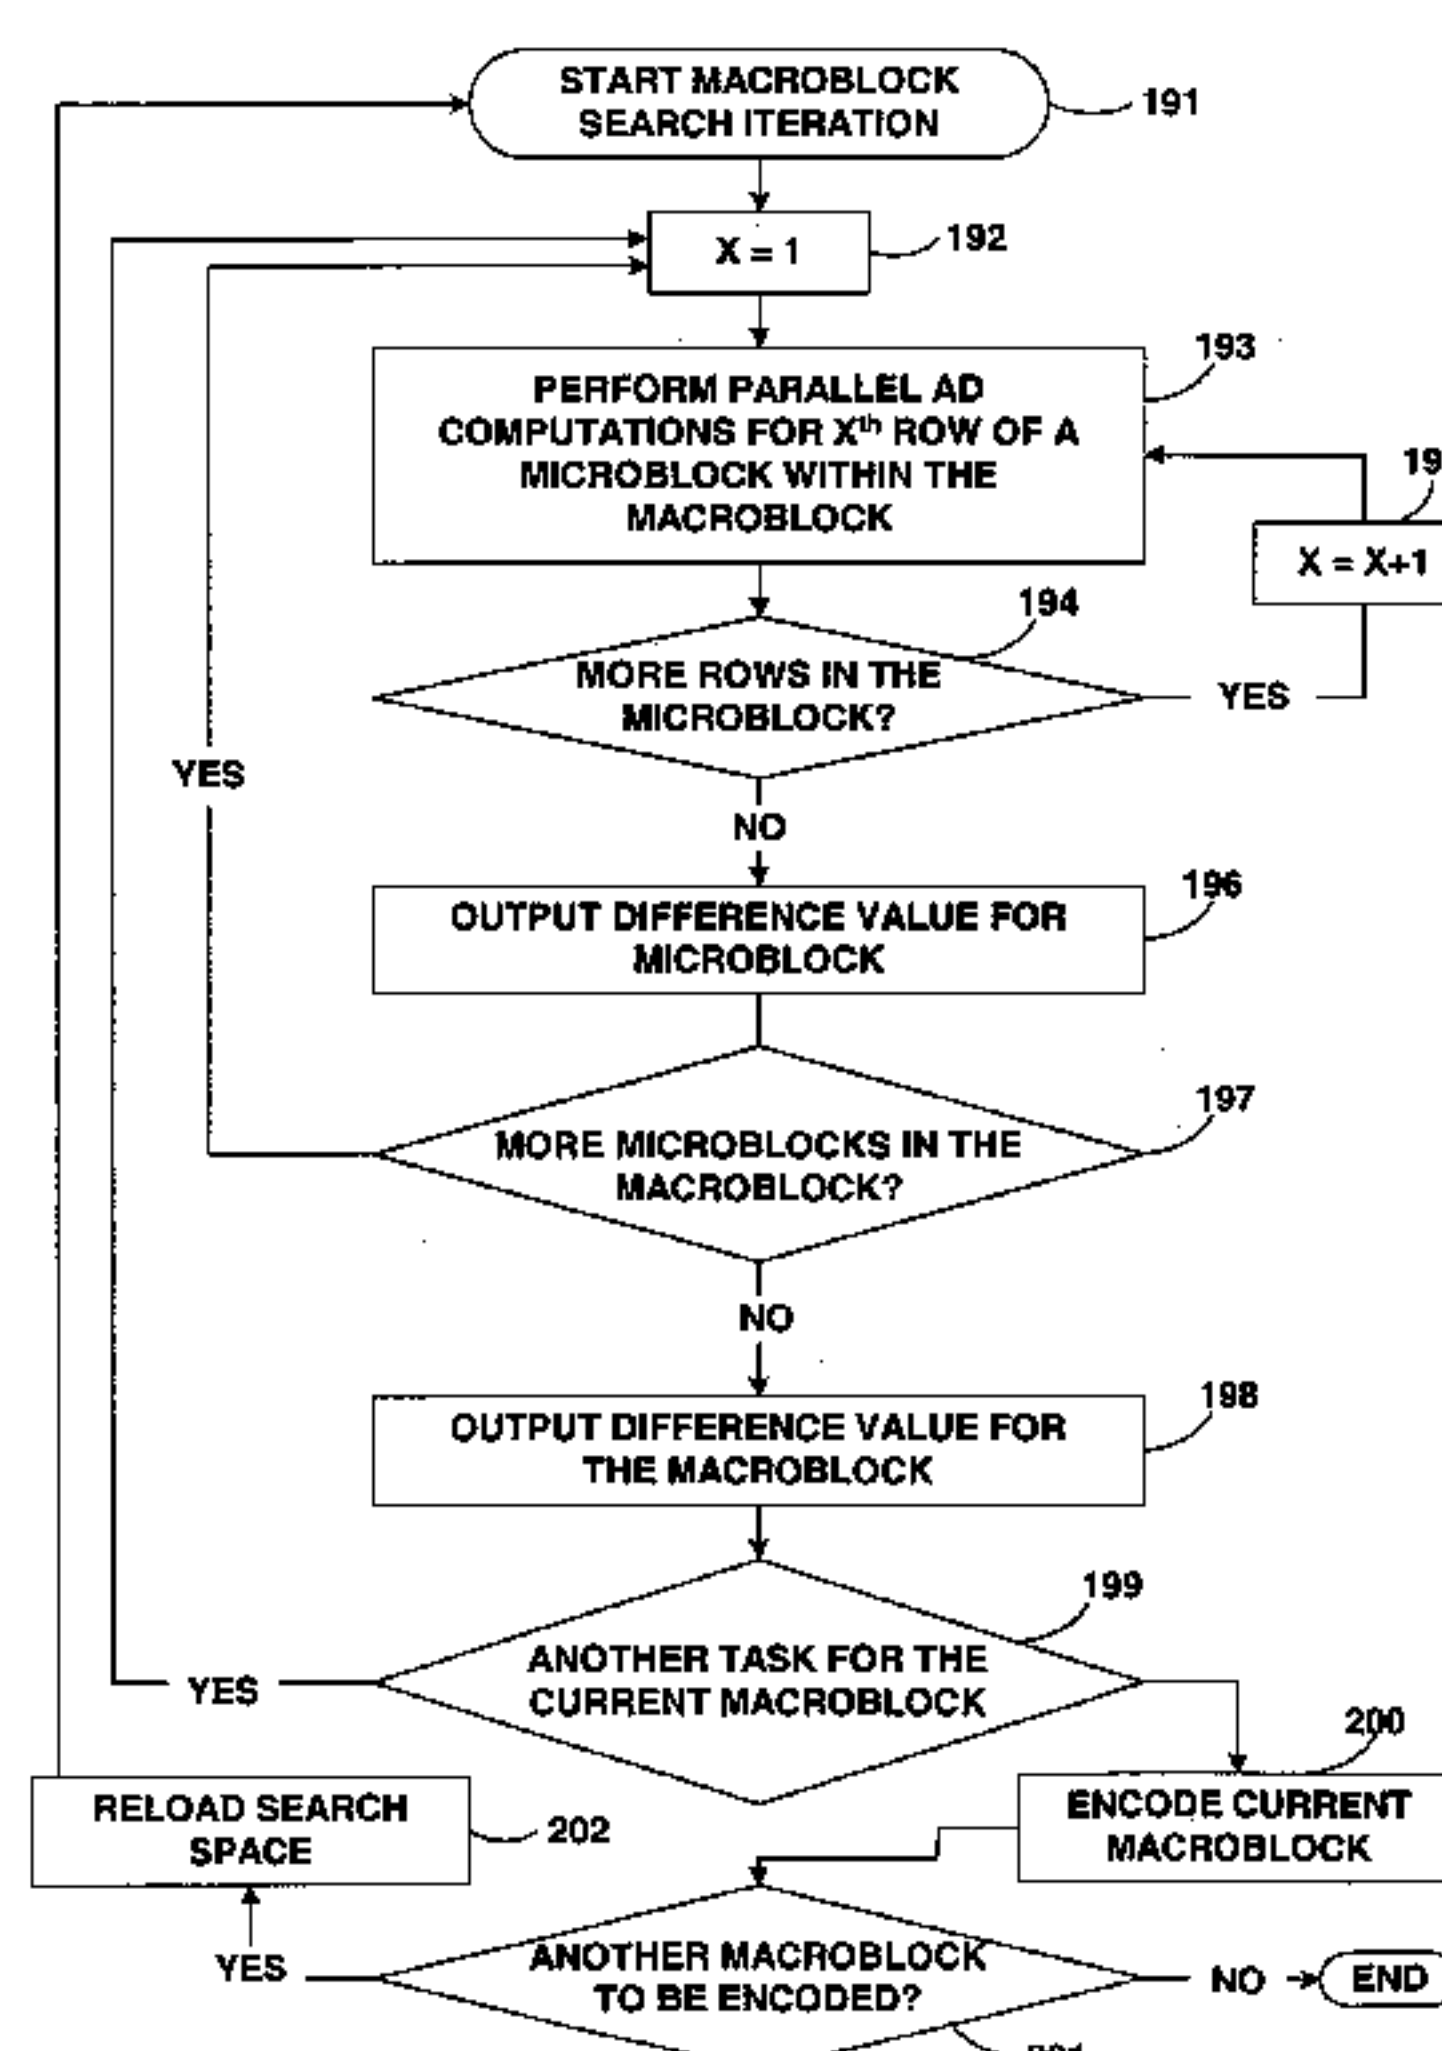 START MACROBLOCK
SEARCH ITERATION
191
X = 1
192
193
PERFORM PARALLEL AD
COMPUTATIONS FOR Xth ROW OF A
MICROBLOCK WITHIN THE
MACROBLOCK
X = X+1
194
MORE ROWS IN THE
MICROBLOCK?
YES
YES
NO
196
OUTPUT DIFFERENCE VALUE FOR
MICROBLOCK
197
MORE MICROBLOCKS IN THE
MACROBLOCK?
NO
198
OUTPUT DIFFERENCE VALUE FOR
THE MACROBLOCK
199
ANOTHER TASK FOR THE
CURRENT MACROBLOCK
YES
200
ENCODE CURRENT
MACROBLOCK
RELOAD SEARCH
SPACE
202
YES
ANOTHER MACROBLOCK
TO BE ENCODED?
NO
END